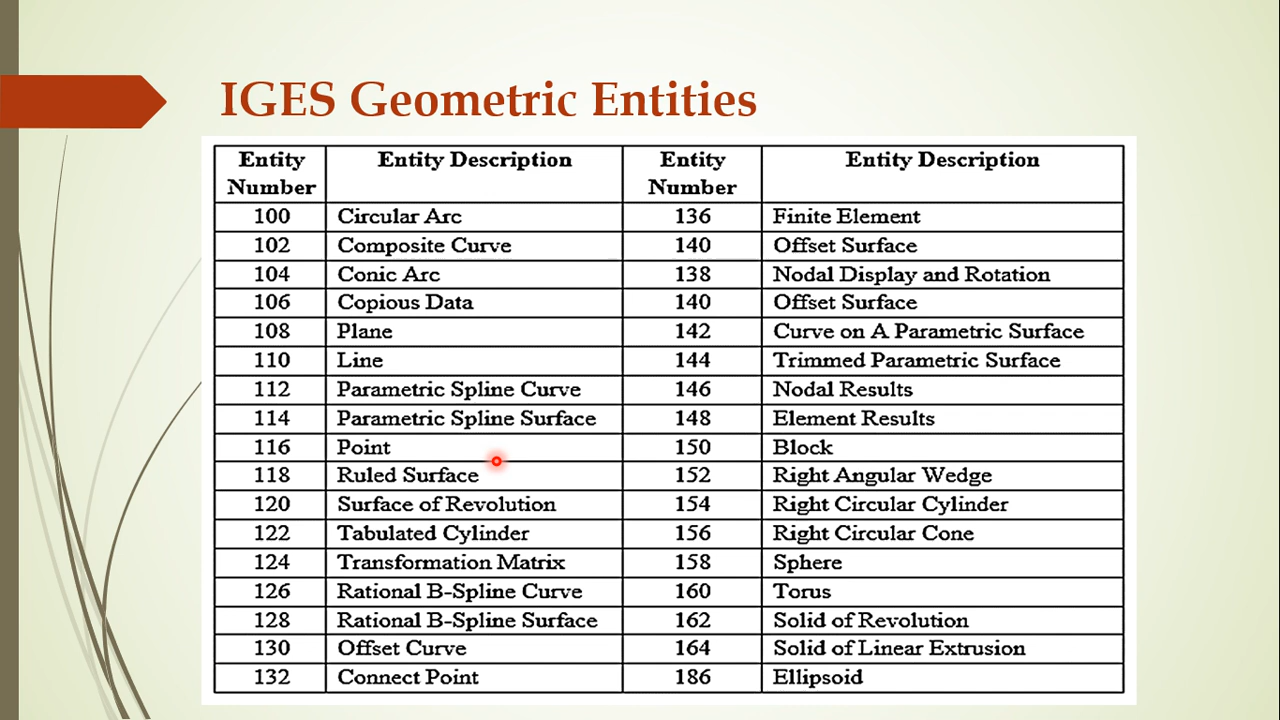 IGES Geometric Entities
Entity Number Entity Description Entity Number Entity Description
100 Circular Arc 136 Finite Element
102 Composite Curve 140 Offset Surface
104 Conic Arc 138 Nodal Display and Rotation
106 Copious Data 140 Offset Surface
108 Plane 142 Curve on A Parametric Surface
110 Line 144 Trimmed Parametric Surface
112 Parametric Spline Curve 146 Nodal Results
114 Parametric Spline Surface 148 Element Results
116 Point 150 Block
118 Ruled Surface 152 Right Angular Wedge
120 Surface of Revolution 154 Right Circular Cylinder
122 Tabulated Cylinder 156 Right Circular Cone
124 Transformation Matrix 158 Sphere
126 Rational B-Spline Curve 160 Torus
128 Rational B-Spline Surface 162 Solid of Revolution
130 Offset Curve 164 Solid of Linear Extrusion
132 Connect Point 186 Ellipsoid